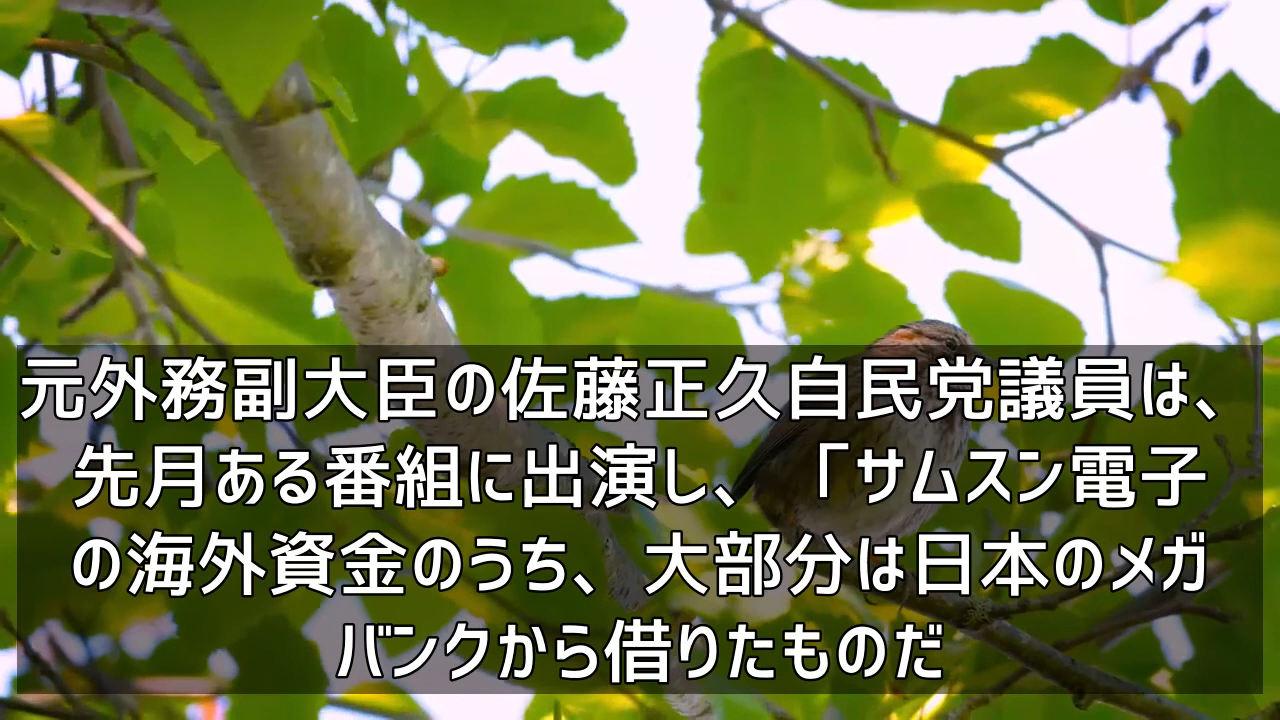 元外務副大臣の佐藤正久自民党議員は、
先月ある番組に出演し、「サムスン電子
の海外資金のうち、大部分は日本のメガ
バンクから借りたものだ